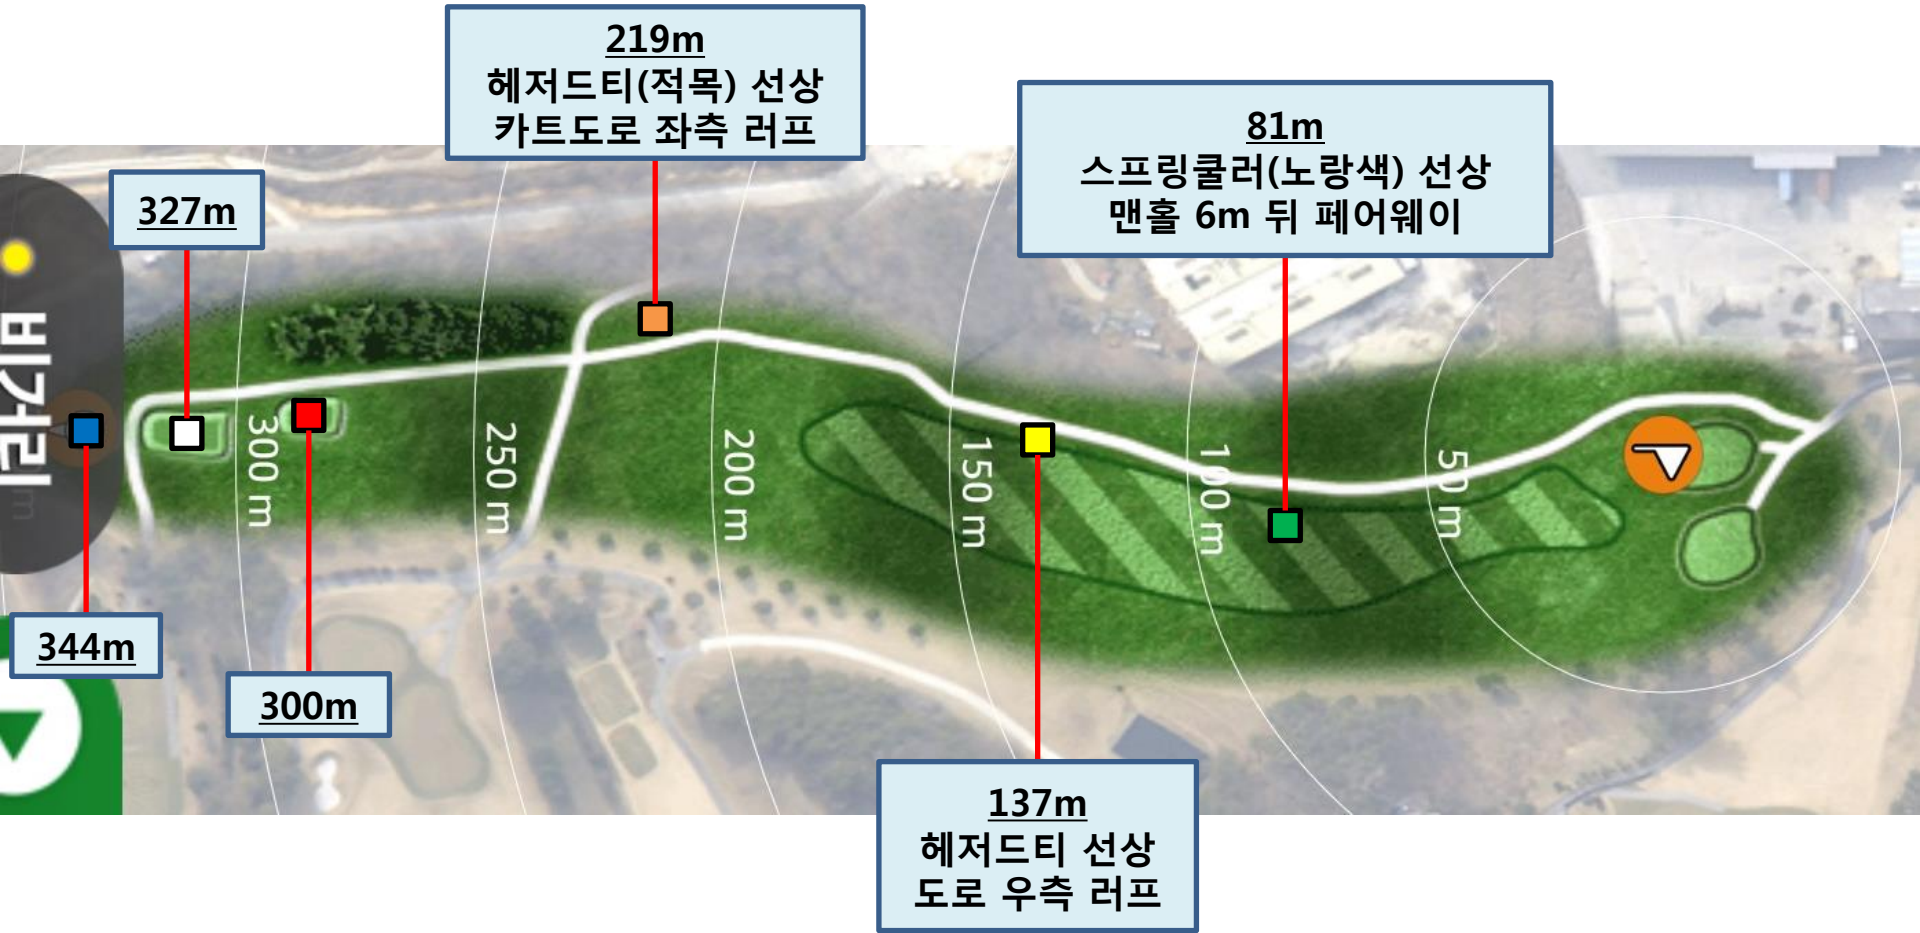 219m
헤저드티(적목) 선상
카트도로 좌측 러프
81m
스프링쿨러(노랑색) 선상
맨홀 6m 뒤 페어웨이
327m
비거리
300 m
250 m
200 m
150 m
100 m
50 m
344m
300m
137m
헤저드티 선상
도로 우측 러프